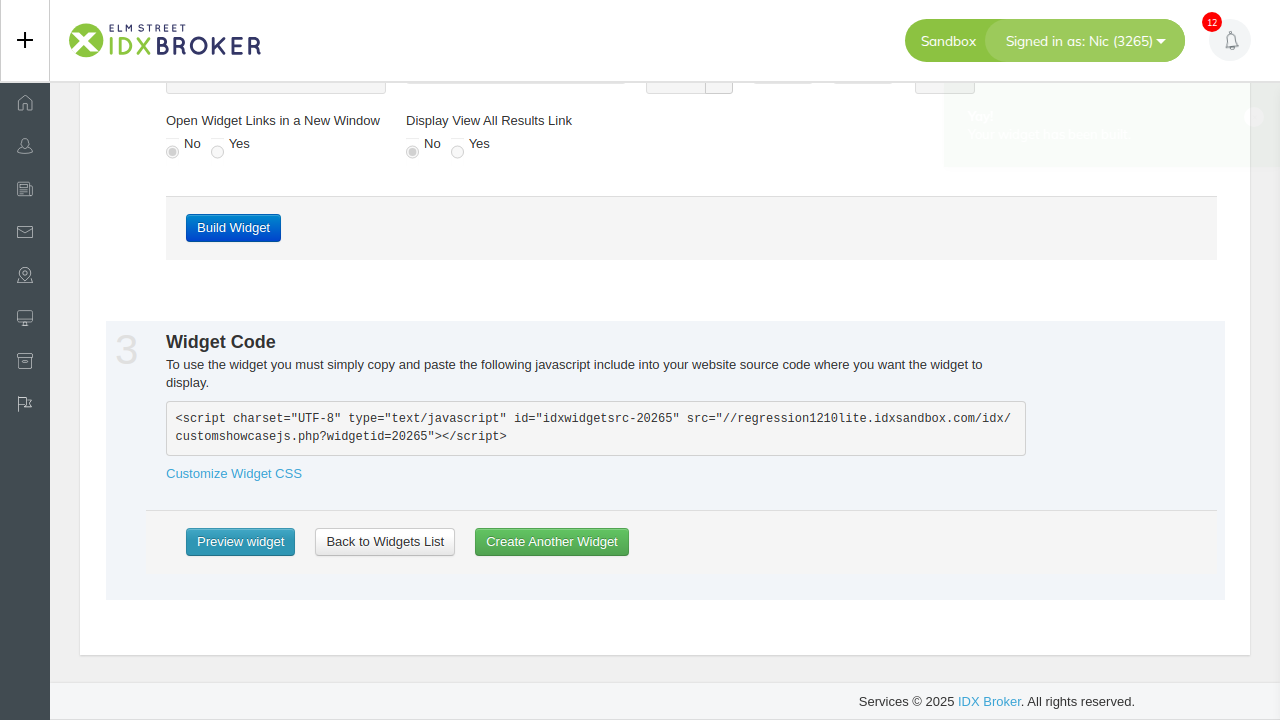 ELM STREET
IDXBROKER
Sandbox
Signed in as: Nic (3265)
12
Open Widget Links in a New Window
Display View All Results Link
No
Yes
No
Yes
Build Widget
3
Widget Code
To use the widget you must simply copy and paste the following javascript include into your website source code where you want the widget to
display.
<script charset="UTF-8" type="text/javascript" id="idxwidgetsrc-20265" src="//regression1210lite.idxsandbox.com/idx/
customshowcasejs.php?widgetid=20265"></script>
Customize Widget CSS
Preview widget
Back to Widgets List
Create Another Widget
Services © 2025 IDX Broker. All rights reserved.